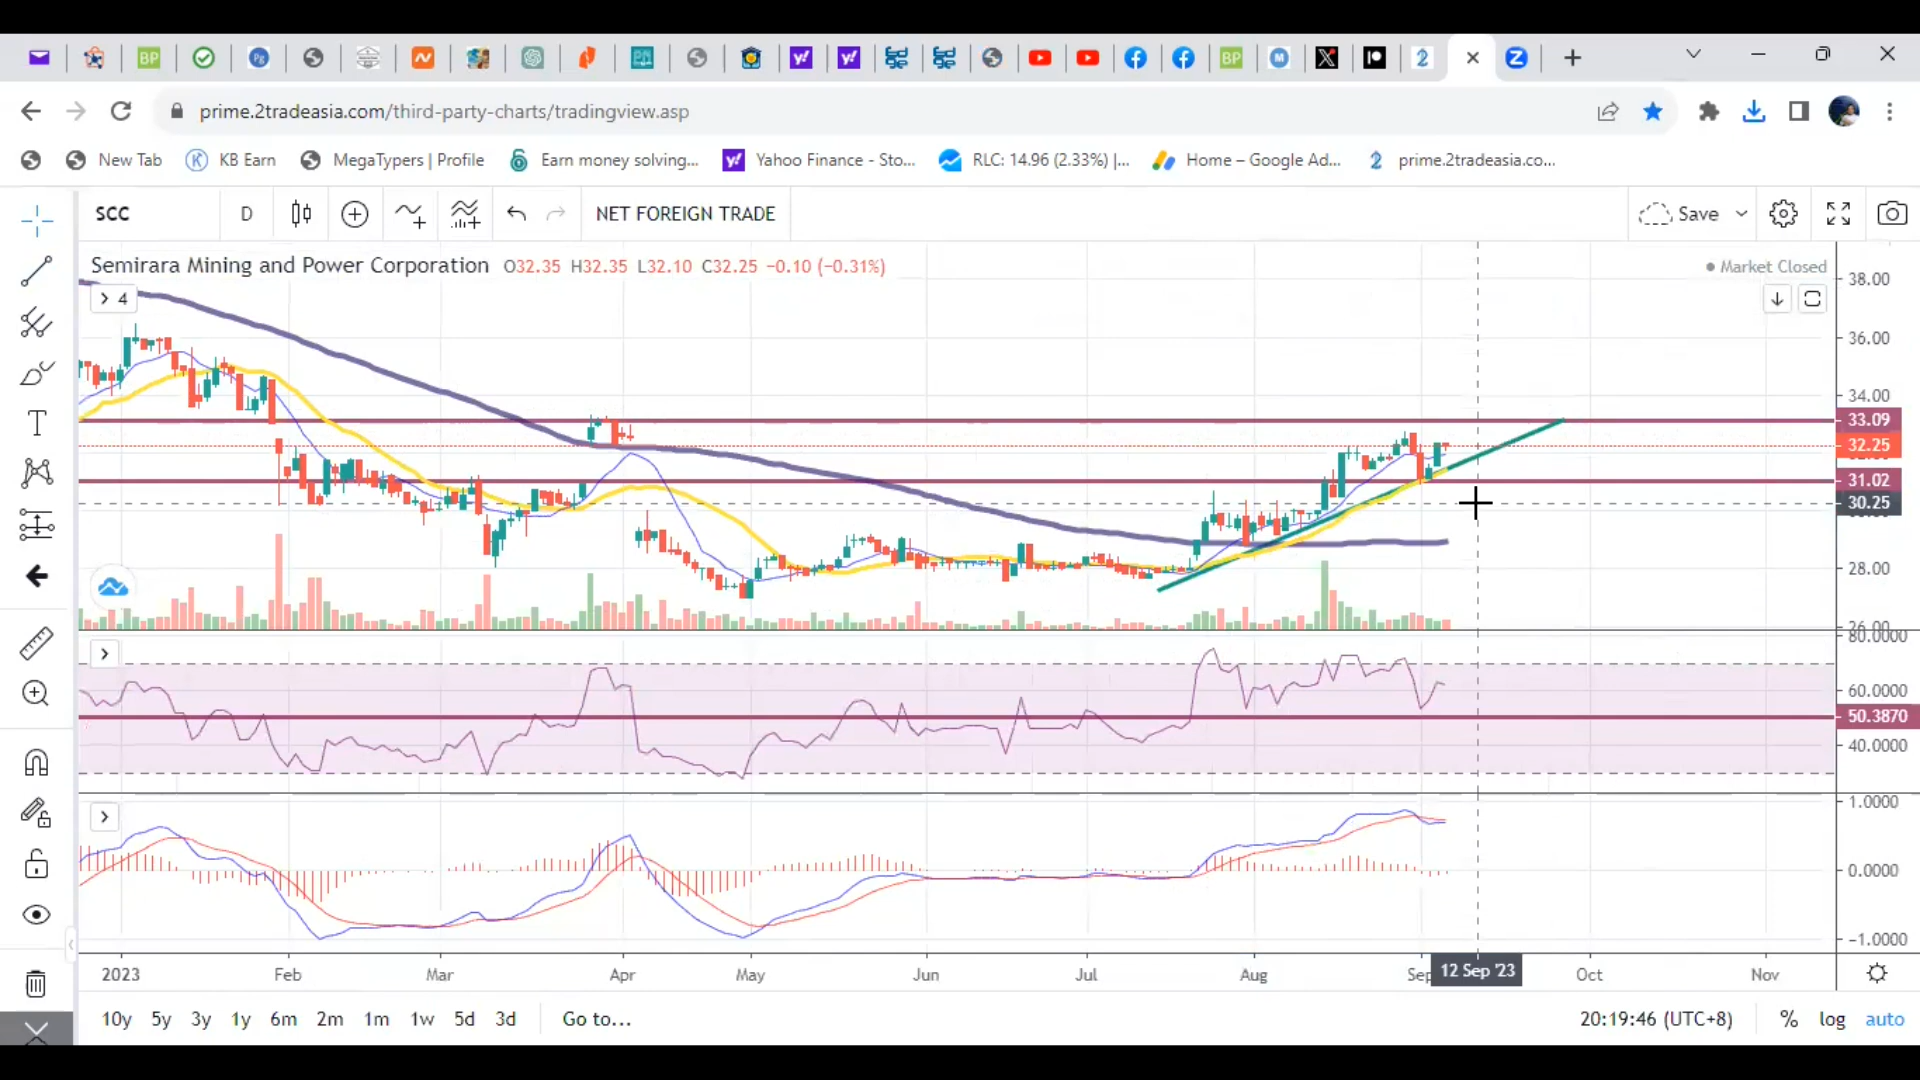 prime.2tradeasia.com/third-party-charts/tradingview.asp
New Tab KB Earn MegaTypers | Profile Earn money solving... Yahoo Finance - Sto... RLC: 14.96 (2.33%) |... Home – Google Ad... 2 prime.2tradeasia.co...
SCC D NET FOREIGN TRADE Save
Semirara Mining and Power Corporation O32.35 H32.35 L32.10 C32.25 −0.10 (−0.31%)
Market Closed
4
38.00
36.00
34.00
33.09
32.25
31.02
30.25
28.00
26.00
80.0000
60.0000
50.3870
40.0000
1.0000
0.0000
−1.0000
2023 Feb Mar Apr May Jun Jul Aug Sep 12 Sep '23 Oct Nov
10y 5y 3y 1y 6m 2m 1m 1w 5d 3d Go to... 20:19:46 (UTC+8) % log auto